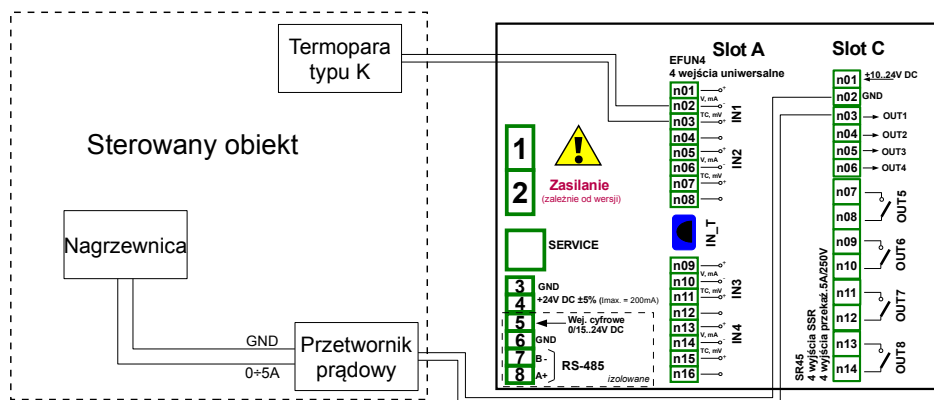 Termopara
typu K
Sterowany obiekt
Nagrzewnica
GND
0÷5A
Przetwornik
prądowy
1
2
Zasilanie
(zależnie od wersji)
SERVICE
3 GND
4 +24V DC ±5% (Imax. = 200mA)
5 Wej. cyfrowe
0/15..24V DC
6 GND
7 B -
8 A+
RS-485
izolowane
Slot A
EFUN4
4 wejścia uniwersalne
n01 +
V, mA
n02 -
TC, mV
n03 +
n04
IN1
n05 +
V, mA
n06 -
TC, mV
n07 +
n08
IN2
IN_T
n09 +
V, mA
n10 -
TC, mV
n11 +
n12
IN3
n13 +
V, mA
n14 -
TC, mV
n15 +
n16
IN4
Slot C
n01 +10..24V DC
n02 GND
n03 OUT1
n04 OUT2
n05 OUT3
n06 OUT4
n07
n08
OUT5
n09
n10
OUT6
n11
n12
OUT7
n13
n14
OUT8
SR45
4 wyjścia SSR
4 wyjścia przekaź.5A/250V